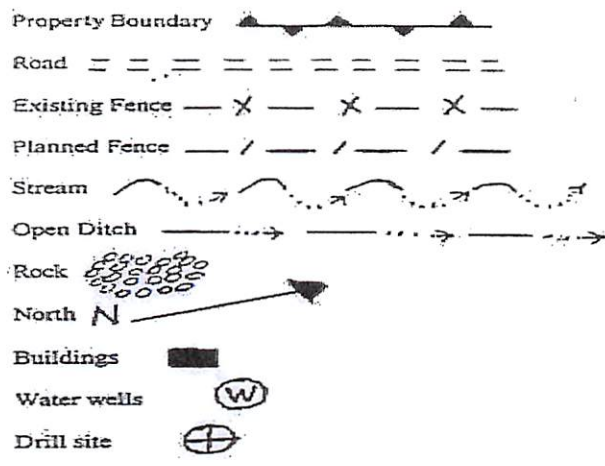 Property Boundary
Road
Existing Fence
Planned Fence
Stream
Open Ditch
Rock
North N
Buildings
Water wells W
Drill site